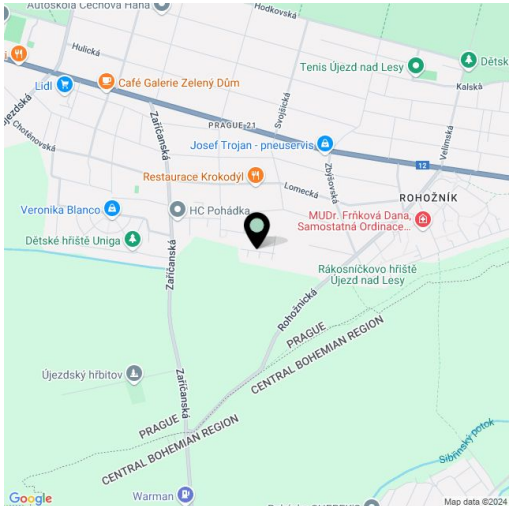 Autoškola Čechova Hana
Hodkovská
Hulická
Tenis Újezd nad Lesy
Dětsk
Lidl
Café Galerie Zelený Dům
Kalská
Svojšická
Chotěnovská
PRAGUE 21
Josef Trojan - pneuservis
Velimská
Zaříčanská
12
Zbýšovská
Restaurace Krokodýl
Lomecká
ROHOŽNÍK
Veronika Blanco
HC Pohádka
MUDr. Frňková Dana,
Samostatná Ordinace...
Dětské hřiště Uniga
Zaříčanská
Rákosníčkovo hřiště
Újezd nad Lesy
Rohožnická
PRAGUE
CENTRAL BOHEMIAN REGION
Újezdský hřbitov
Zaříčanská
PRAGUE
CENTRAL BOHEMIAN REGION
Sibřinský potok
Warman
Google
Map data ©2024